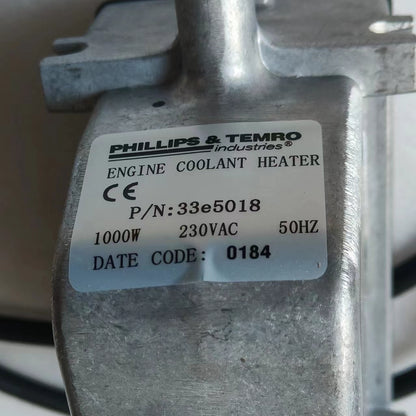 PHILLIPS & TEMRO
industries®
ENGINE COOLANT HEATER
CE
P/N:33e5018
1000W 230VAC 50HZ
DATE CODE: 0184